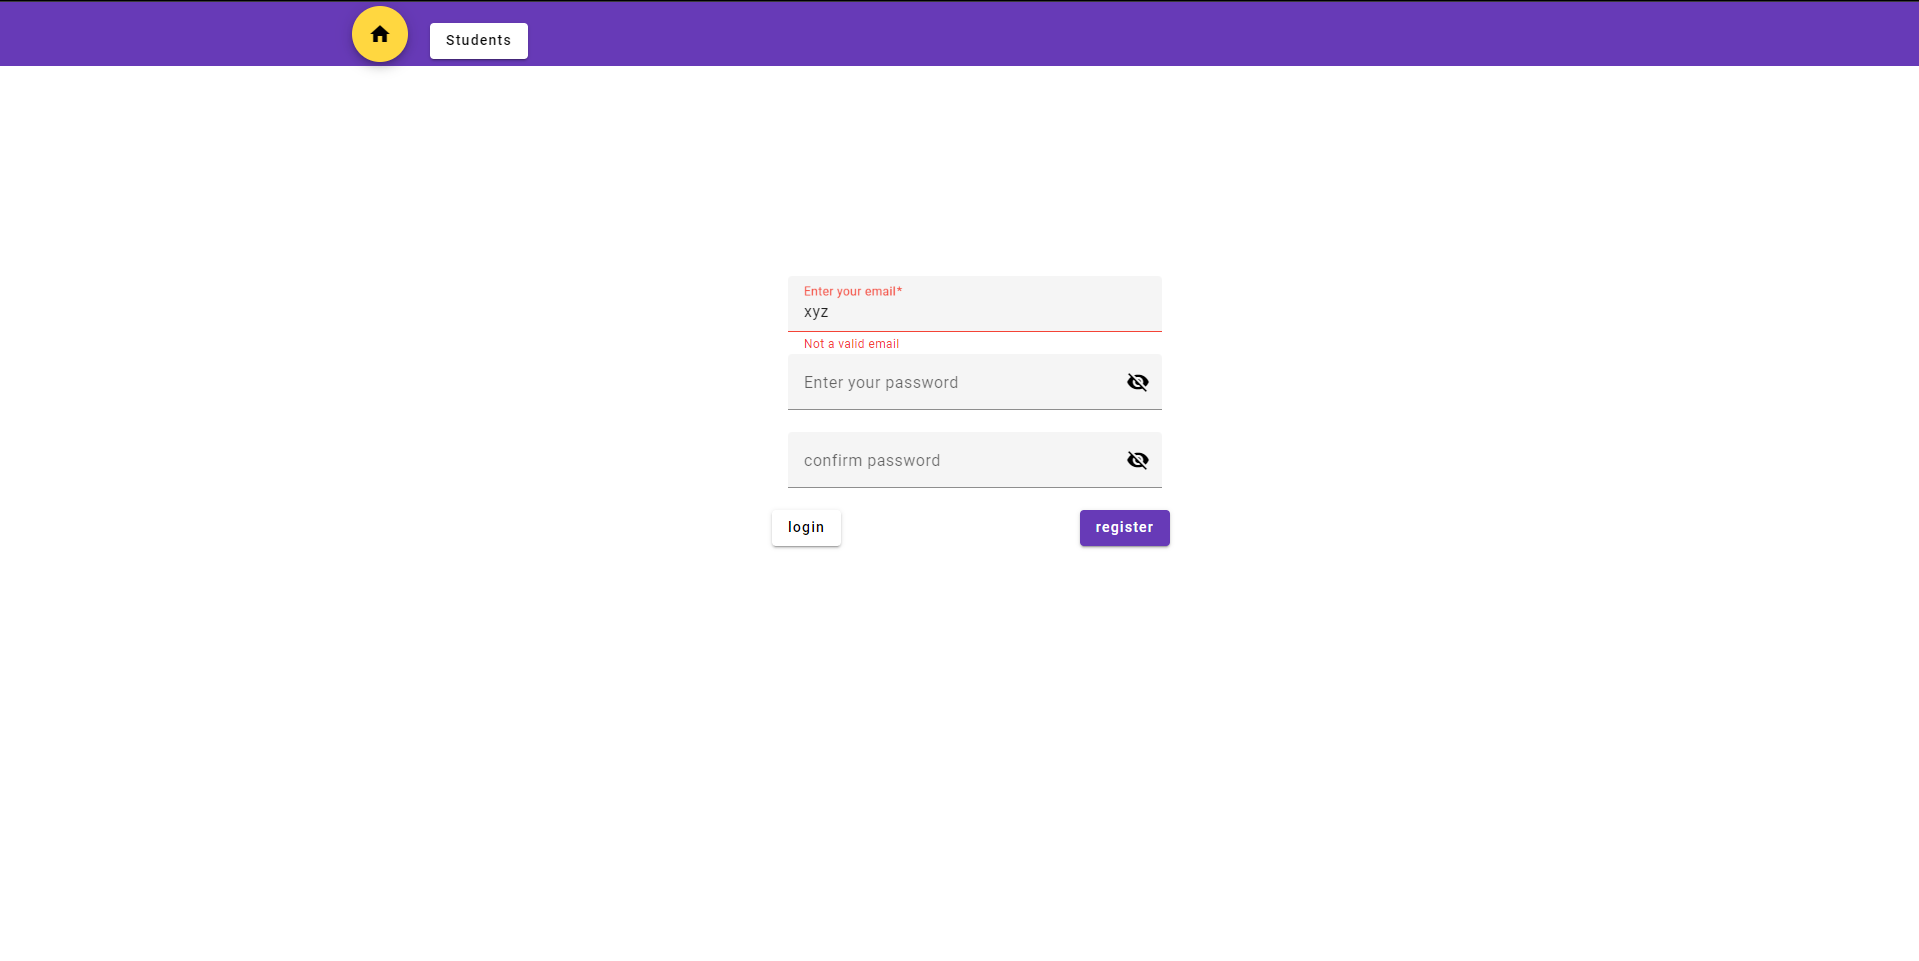 Students
Enter your email*
xyz
Not a valid email
Enter your password
confirm password
login
register